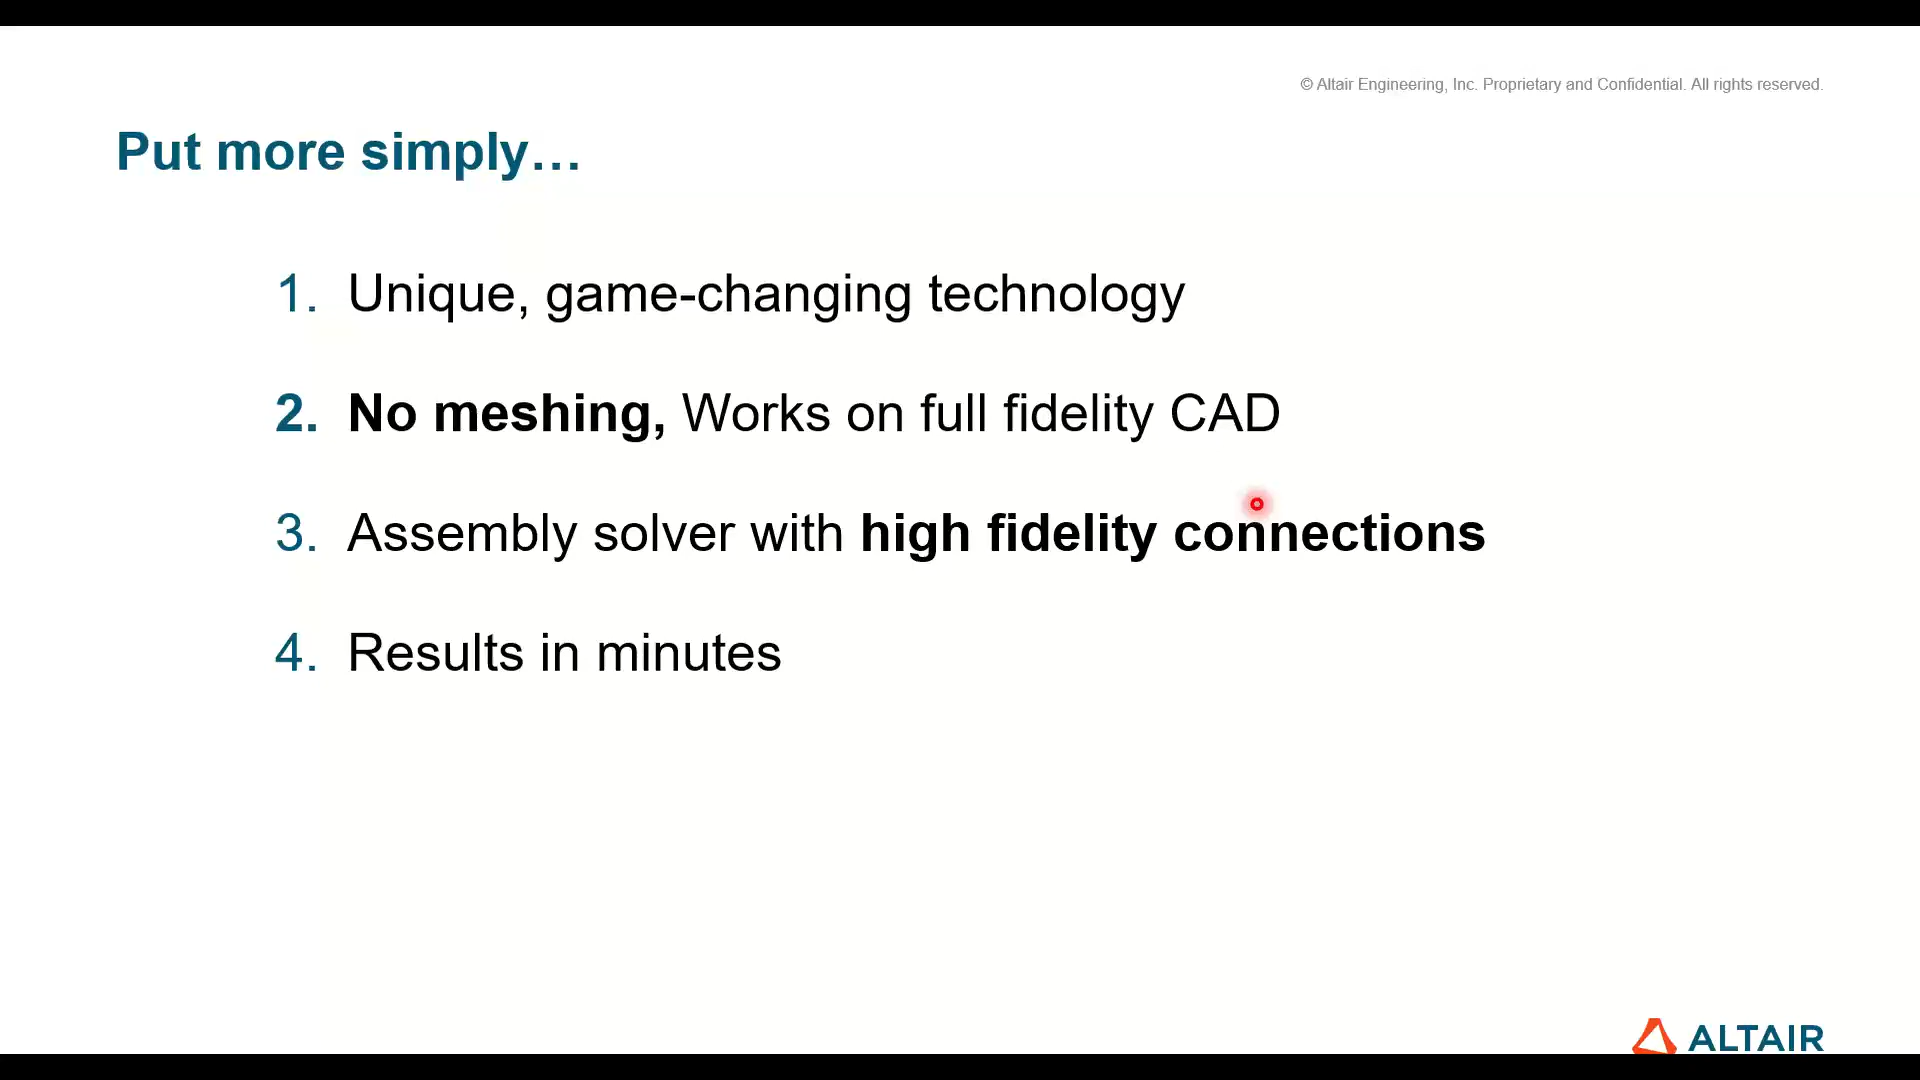 © Altair Engineering, Inc. Proprietary and Confidential. All rights reserved.
Put more simply…
1. Unique, game-changing technology
2. No meshing, Works on full fidelity CAD
3. Assembly solver with high fidelity connections
4. Results in minutes
ALTAIR